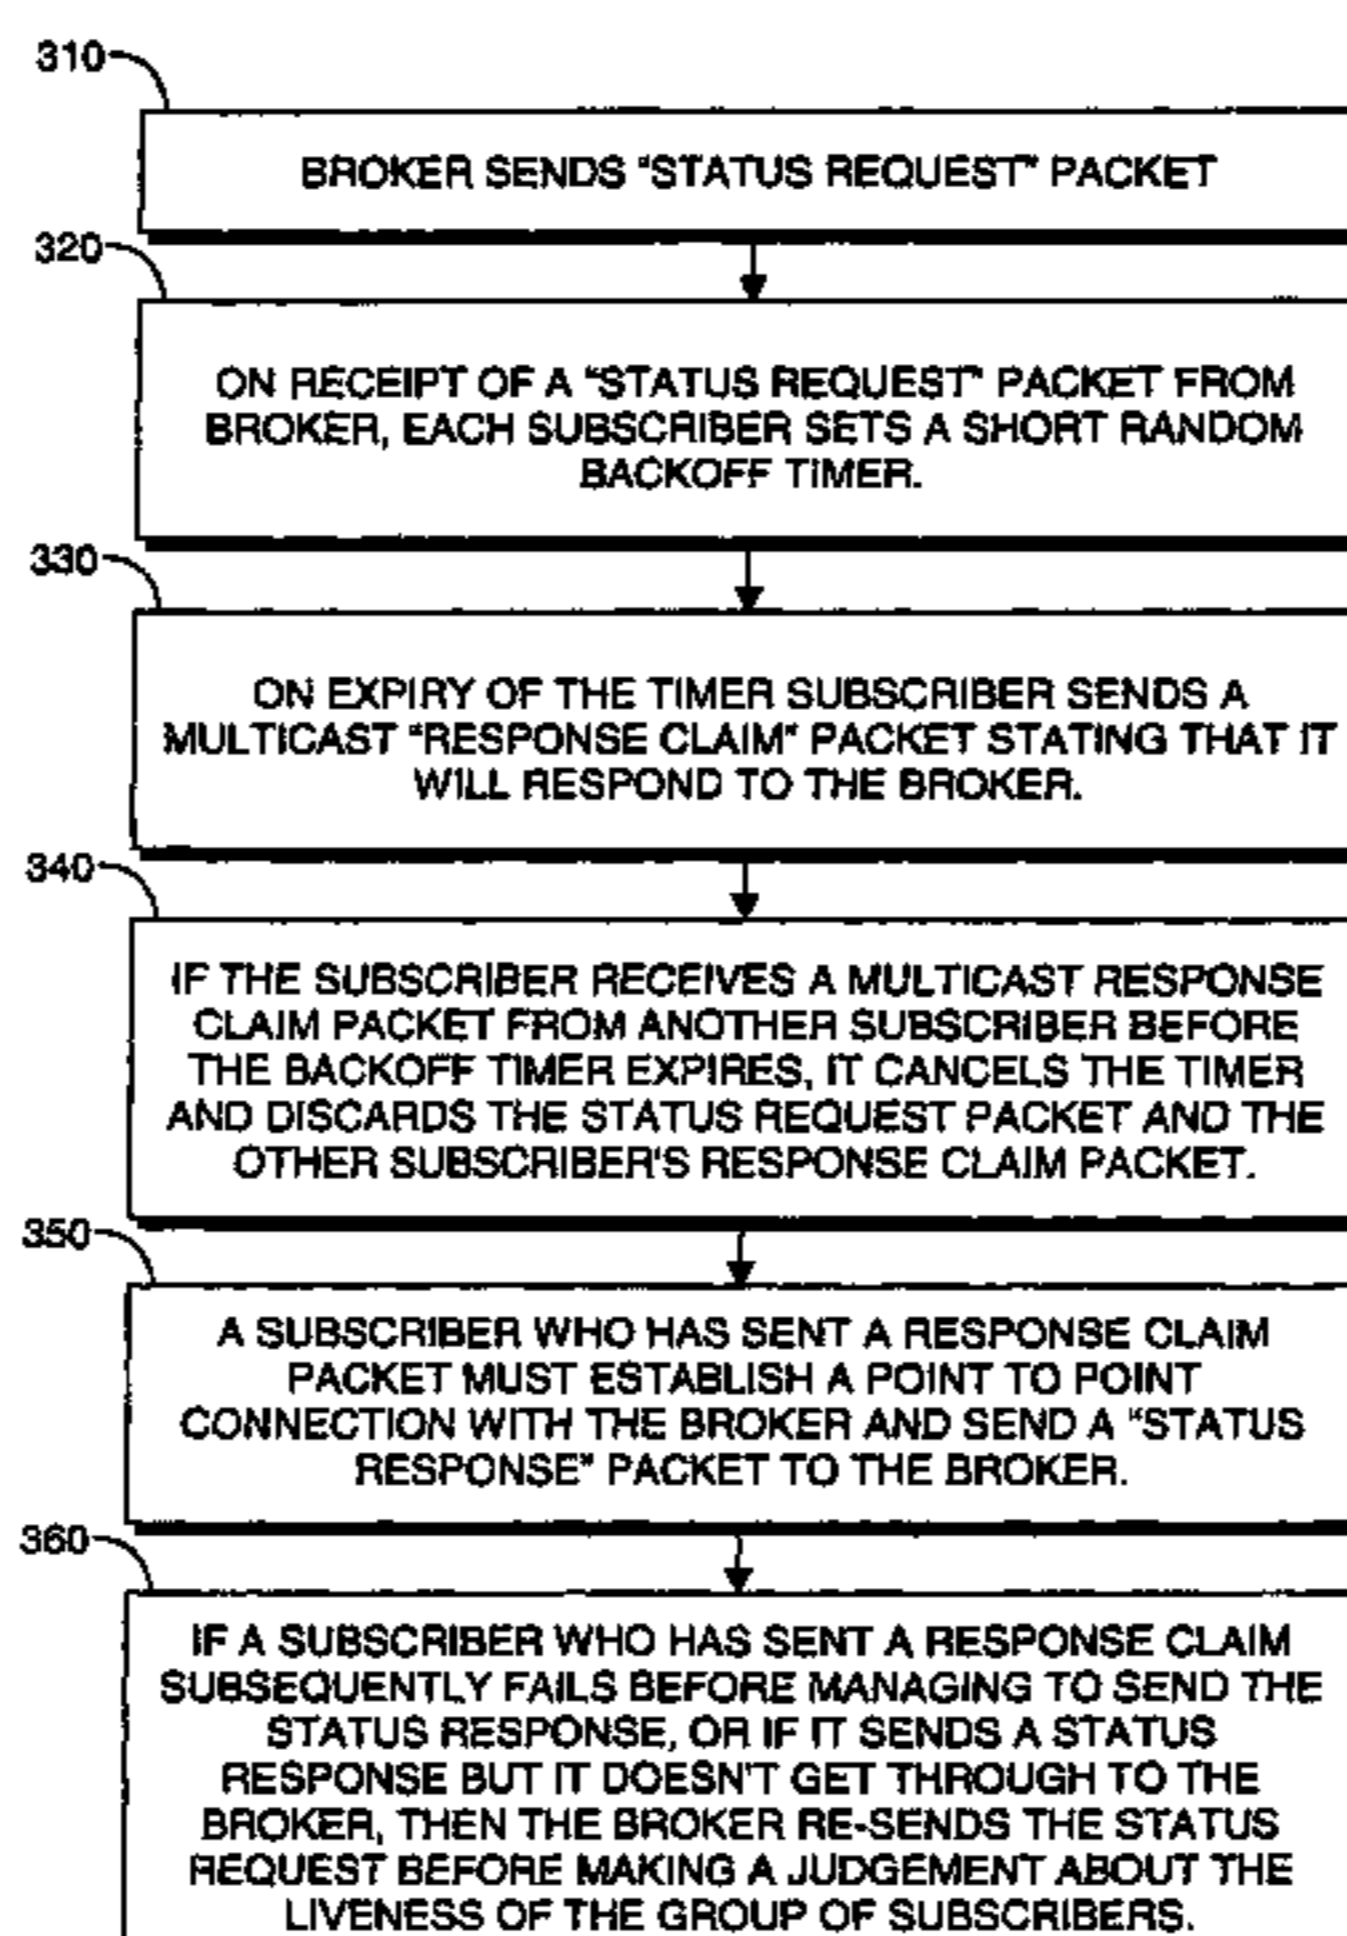 310
BROKER SENDS "STATUS REQUEST" PACKET
320
ON RECEIPT OF A "STATUS REQUEST" PACKET FROM
BROKER, EACH SUBSCRIBER SETS A SHORT RANDOM
BACKOFF TIMER.
330
ON EXPIRY OF THE TIMER SUBSCRIBER SENDS A
MULTICAST "RESPONSE CLAIM" PACKET STATING THAT IT
WILL RESPOND TO THE BROKER.
340
IF THE SUBSCRIBER RECEIVES A MULTICAST RESPONSE
CLAIM PACKET FROM ANOTHER SUBSCRIBER BEFORE
THE BACKOFF TIMER EXPIRES, IT CANCELS THE TIMER
AND DISCARDS THE STATUS REQUEST PACKET AND THE
OTHER SUBSCRIBER'S RESPONSE CLAIM PACKET.
350
A SUBSCRIBER WHO HAS SENT A RESPONSE CLAIM
PACKET MUST ESTABLISH A POINT TO POINT
CONNECTION WITH THE BROKER AND SEND A "STATUS
RESPONSE" PACKET TO THE BROKER.
360
IF A SUBSCRIBER WHO HAS SENT A RESPONSE CLAIM
SUBSEQUENTLY FAILS BEFORE MANAGING TO SEND THE
STATUS RESPONSE, OR IF IT SENDS A STATUS
RESPONSE BUT IT DOESN'T GET THROUGH TO THE
BROKER, THEN THE BROKER RE-SENDS THE STATUS
REQUEST BEFORE MAKING A JUDGEMENT ABOUT THE
LIVENESS OF THE GROUP OF SUBSCRIBERS.